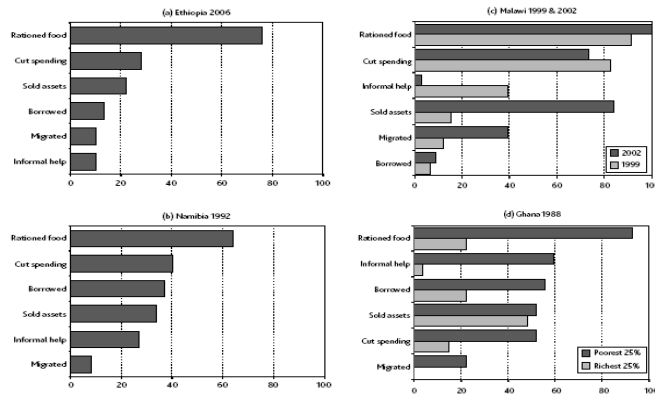 (a) Ethiopia 2006
Rationed food
Cut spending
Sold assets
Borrowed
Migrated
Informal help
0 20 40 60 80 100
(c) Malawi 1999 & 2002
Rationed food
Cut spending
Informal help
Sold assets
Migrated
Borrowed
2002
1999
0 20 40 60 80 100
(b) Namibia 1992
Rationed food
Cut spending
Borrowed
Sold assets
Informal help
Migrated
0 20 40 60 80 100
(d) Ghana 1988
Rationed food
Informal help
Borrowed
Sold assets
Cut spending
Migrated
Poorest 25%
Richest 25%
0 20 40 60 80 100